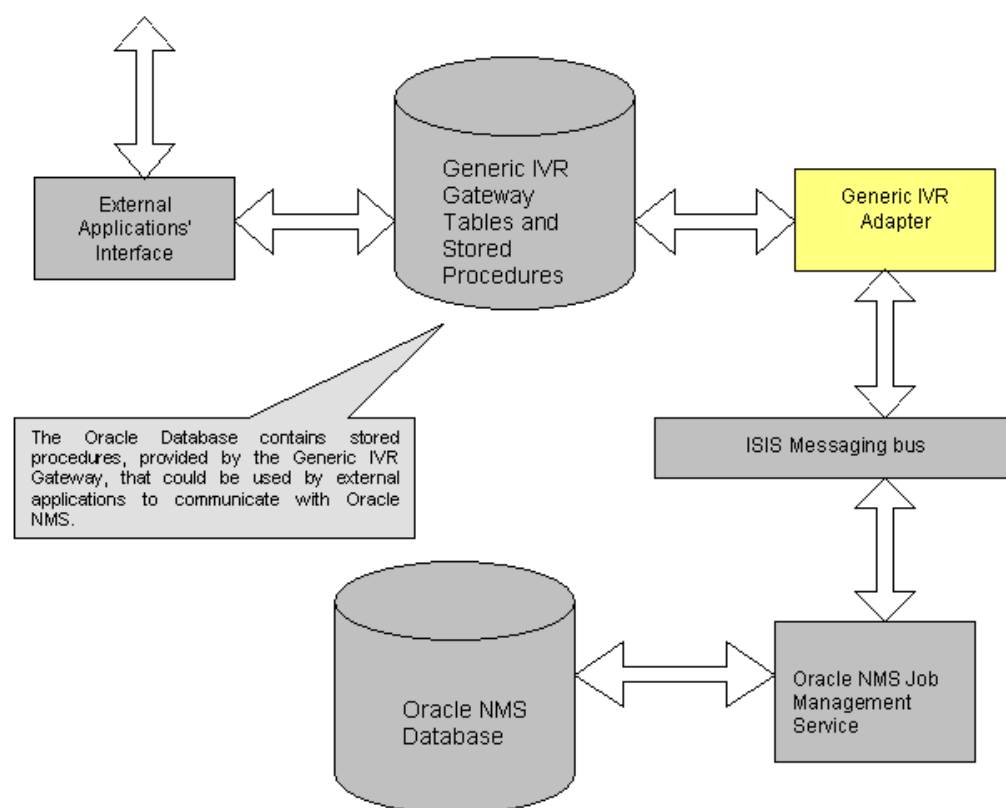 Generic IVR
Gateway
Tables and
Stored
Procedures
External
Applications'
Interface
Generic IVR
Adapter
The Oracle Database contains stored
procedures, provided by the Generic IVR
Gateway, that could be used by external
applications to communicate with Oracle
NMS.
ISIS Messaging bus
Oracle NMS
Database
Oracle NMS Job
Management
Service